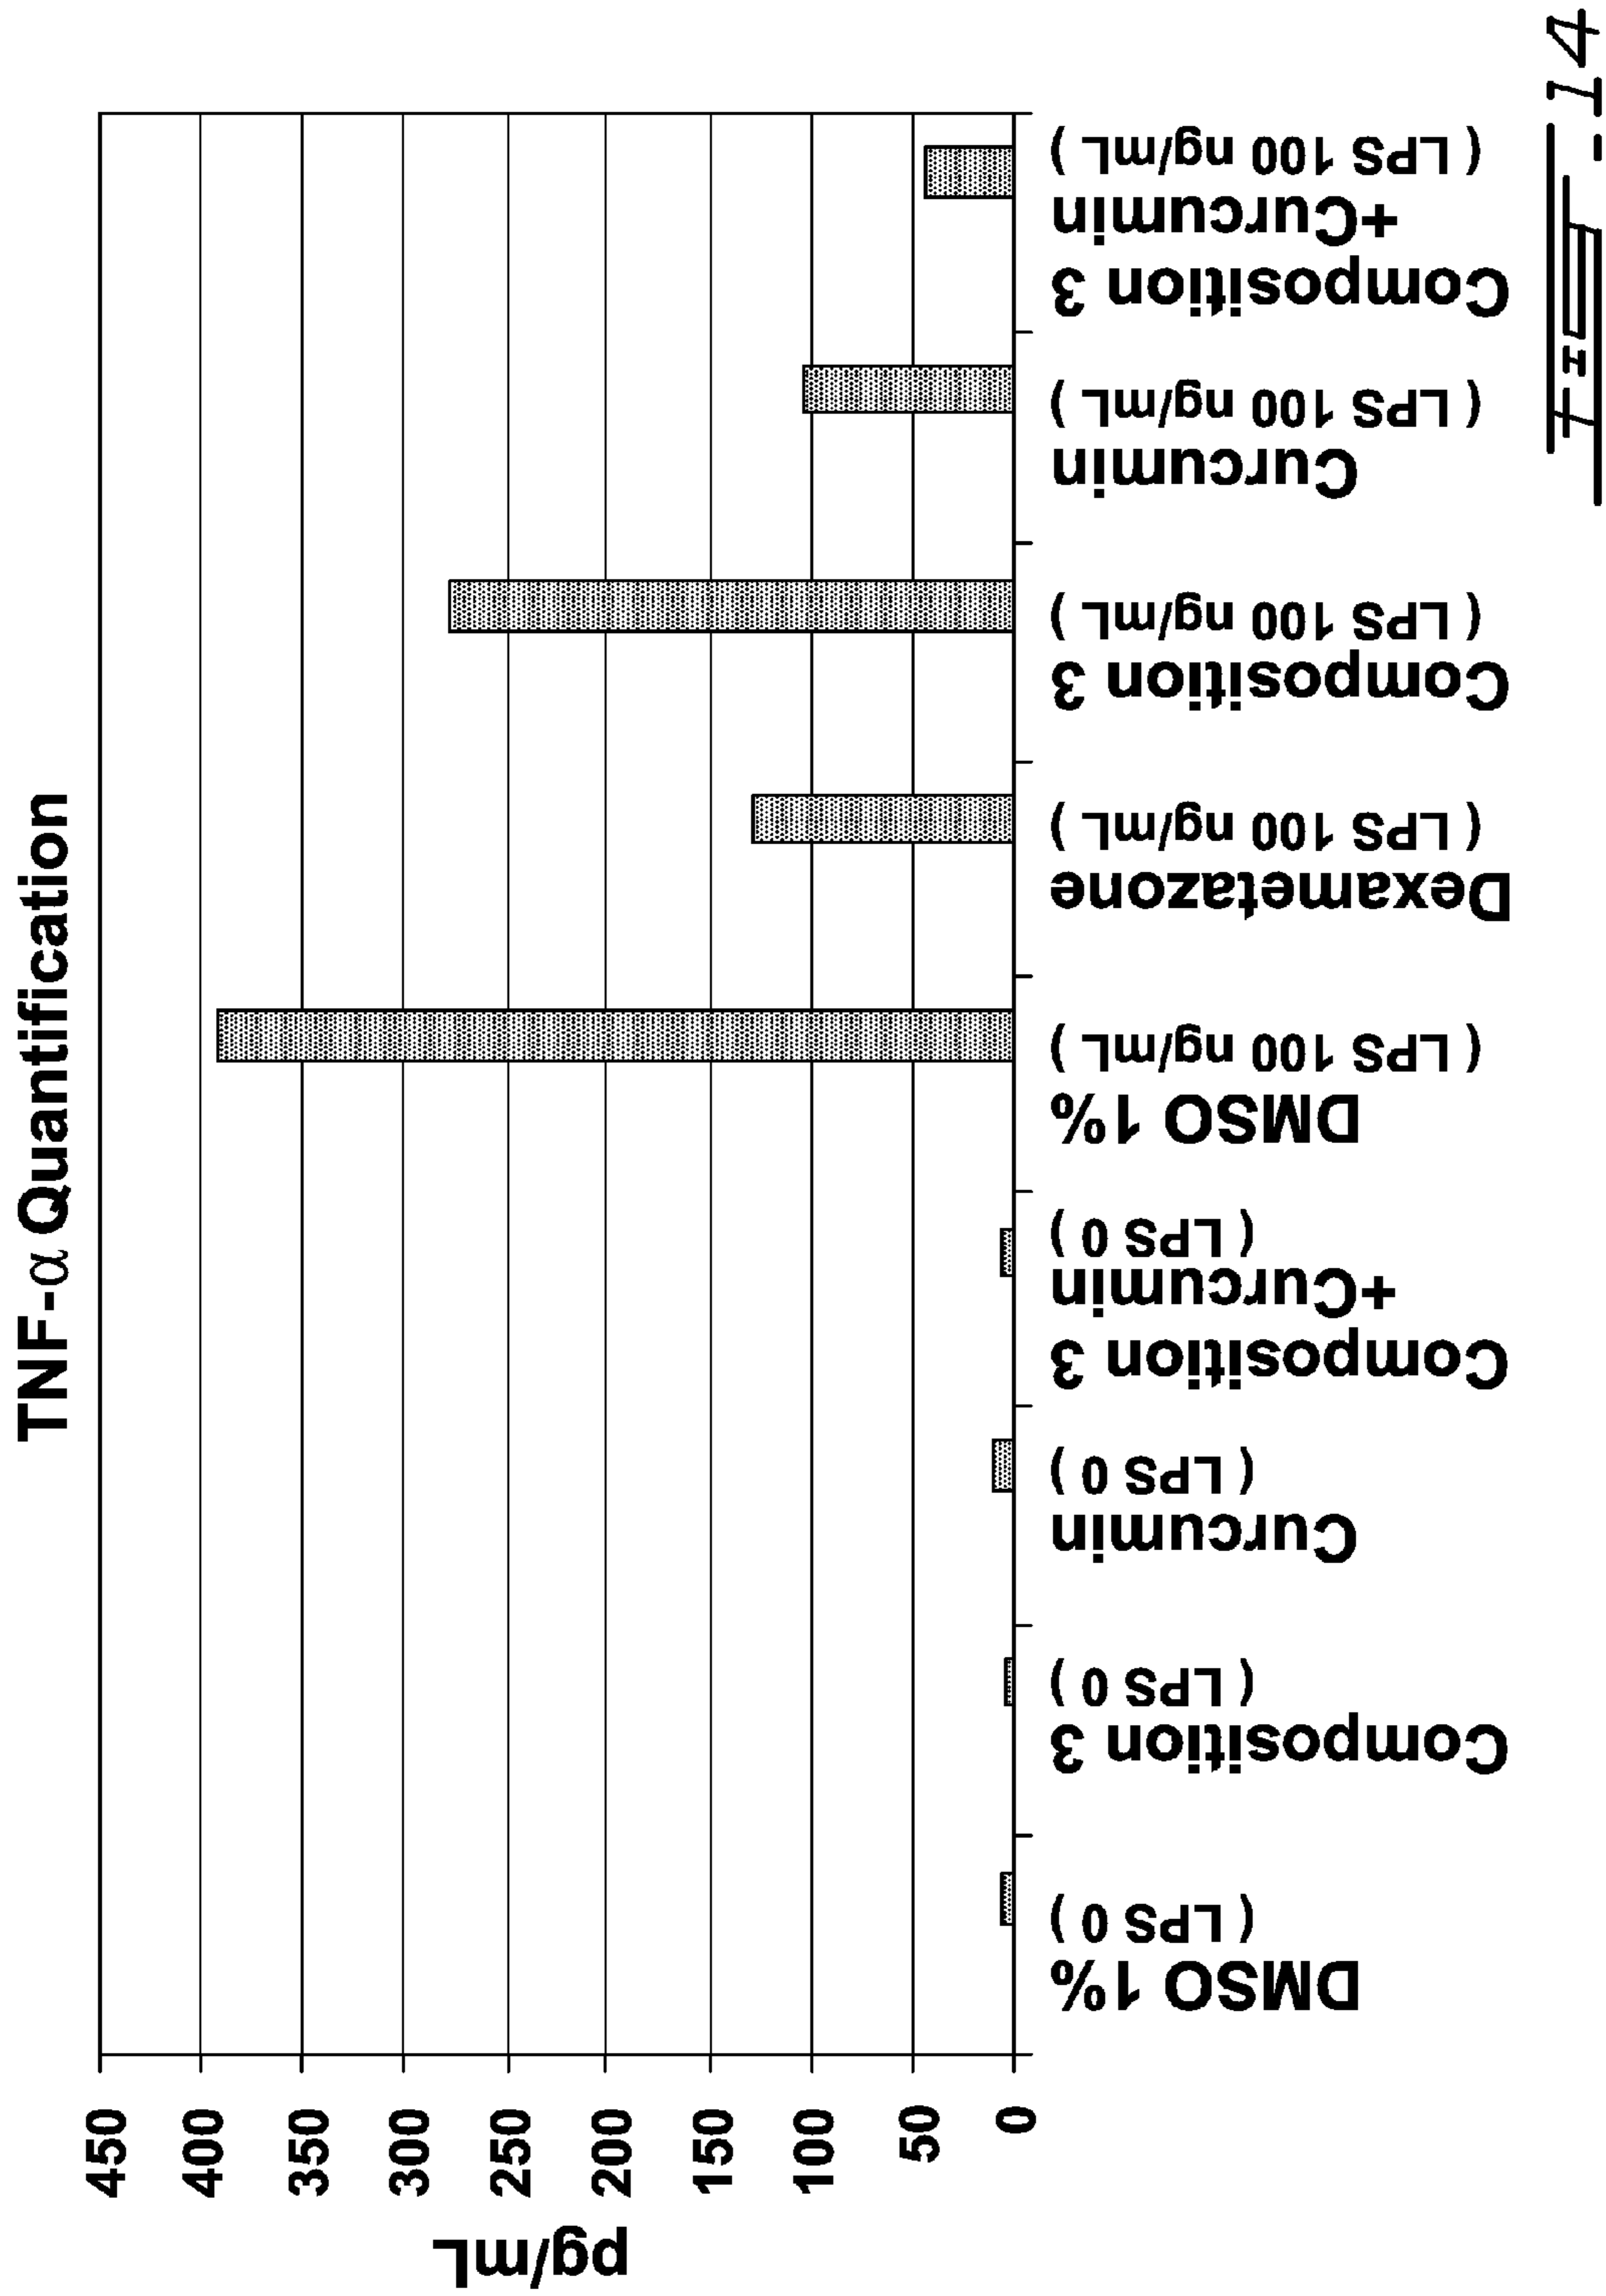 TNF-α Quantification
pg/mL
450
400
350
300
250
200
150
100
50
0
DMSO 1%
( LPS 0 )
Composition 3
( LPS 0 )
Curcumin
( LPS 0 )
Composition 3
+Curcumin
( LPS 0 )
DMSO 1%
( LPS 100 ng/mL )
Dexametazone
( LPS 100 ng/mL )
Composition 3
( LPS 100 ng/mL )
Curcumin
( LPS 100 ng/mL )
Composition 3
+Curcumin
( LPS 100 ng/mL )
FIG-14